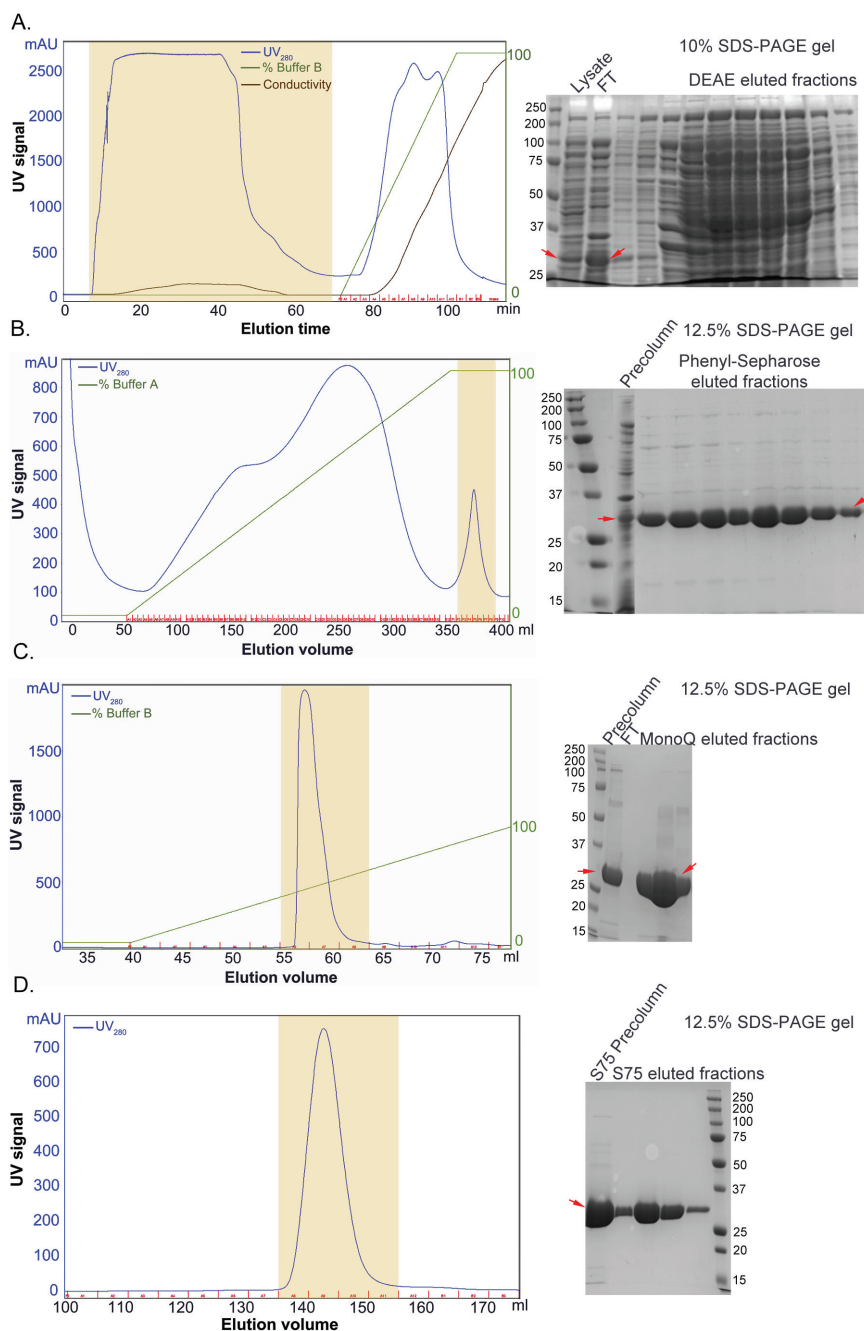 A.
mAU
UV280
% Buffer B
Conductivity
2500
2000
1500
1000
500
0
UV signal
100
0
0 20 40 60 80 100 min
Elution time
10% SDS-PAGE gel
Lysate
FT
DEAE eluted fractions
250
150
100
75
50
37
25
B.
mAU
UV280
% Buffer A
800
700
600
500
400
300
200
100
0
UV signal
100
0
0 50 100 150 200 250 300 350 400 ml
Elution volume
12.5% SDS-PAGE gel
Precolumn
Phenyl-Sepharose
eluted fractions
250
200
100
75
50
37
25
20
15
C.
mAU
UV280
% Buffer B
1500
1000
500
0
UV signal
100
0
35 40 45 50 55 60 65 70 75 ml
Elution volume
12.5% SDS-PAGE gel
Precolumn
FT
MonoQ eluted fractions
250
200
100
75
50
37
25
20
15
D.
mAU
UV280
700
600
500
400
300
200
100
0
UV signal
100 110 120 130 140 150 160 170 ml
Elution volume
12.5% SDS-PAGE gel
S75 Precolumn
S75 eluted fractions
250
200
100
75
50
37
25
20
15